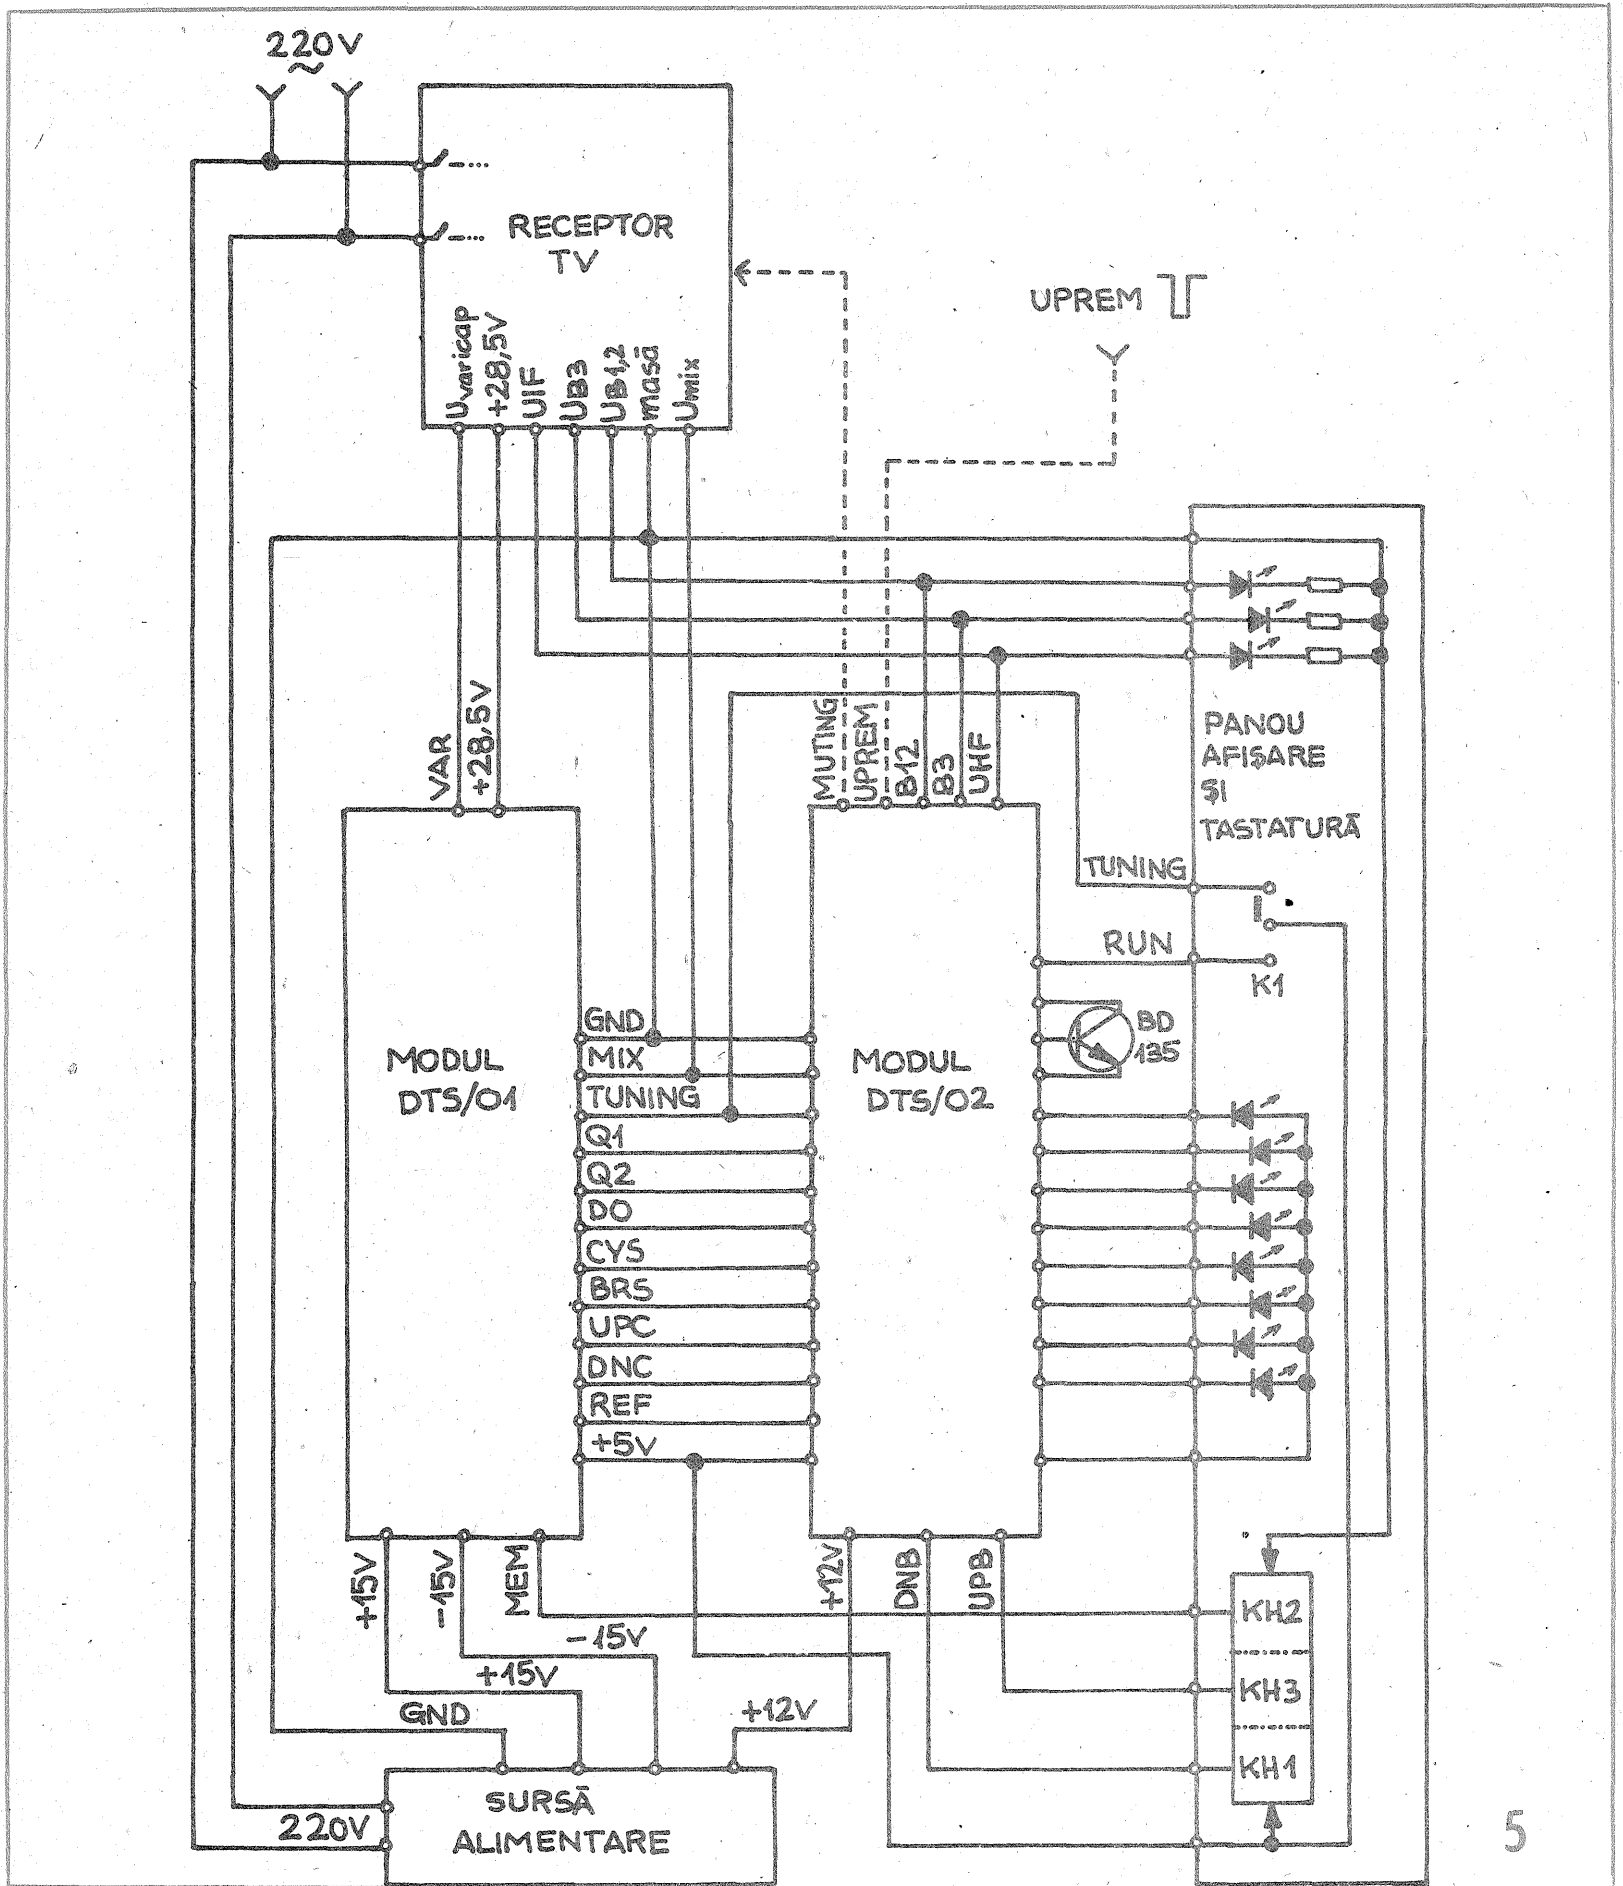 220V
~
RECEPTOR
TV
Uvaricap
+28,5V
UIF
UB3
UB1,2
masă
Umix
UPREM
VAR
+28,5V
MUTING
UPREM
B12
B3
UHF
PANOU
AFIȘARE
ȘI
TASTATURĂ
TUNING
RUN
K1
BD
135
MODUL
DTS/01
MODUL
DTS/02
GND
MIX
TUNING
Q1
Q2
DO
CYS
BRS
UPC
DNC
REF
+5V
+15V
-15V
MEM
+12V
DNB
UPB
-15V
+15V
GND
+12V
KH2
KH3
KH1
220V
SURSĂ
ALIMENTARE
5